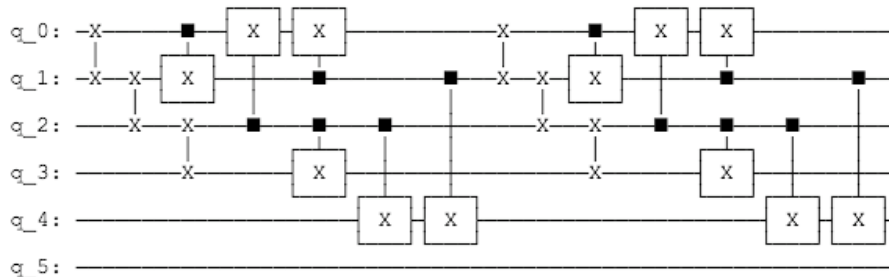 q_0: X X X X X X
q_1: X X X X X X
q_2: X X X X
q_3: X X X X
q_4: X X X X
q_5: